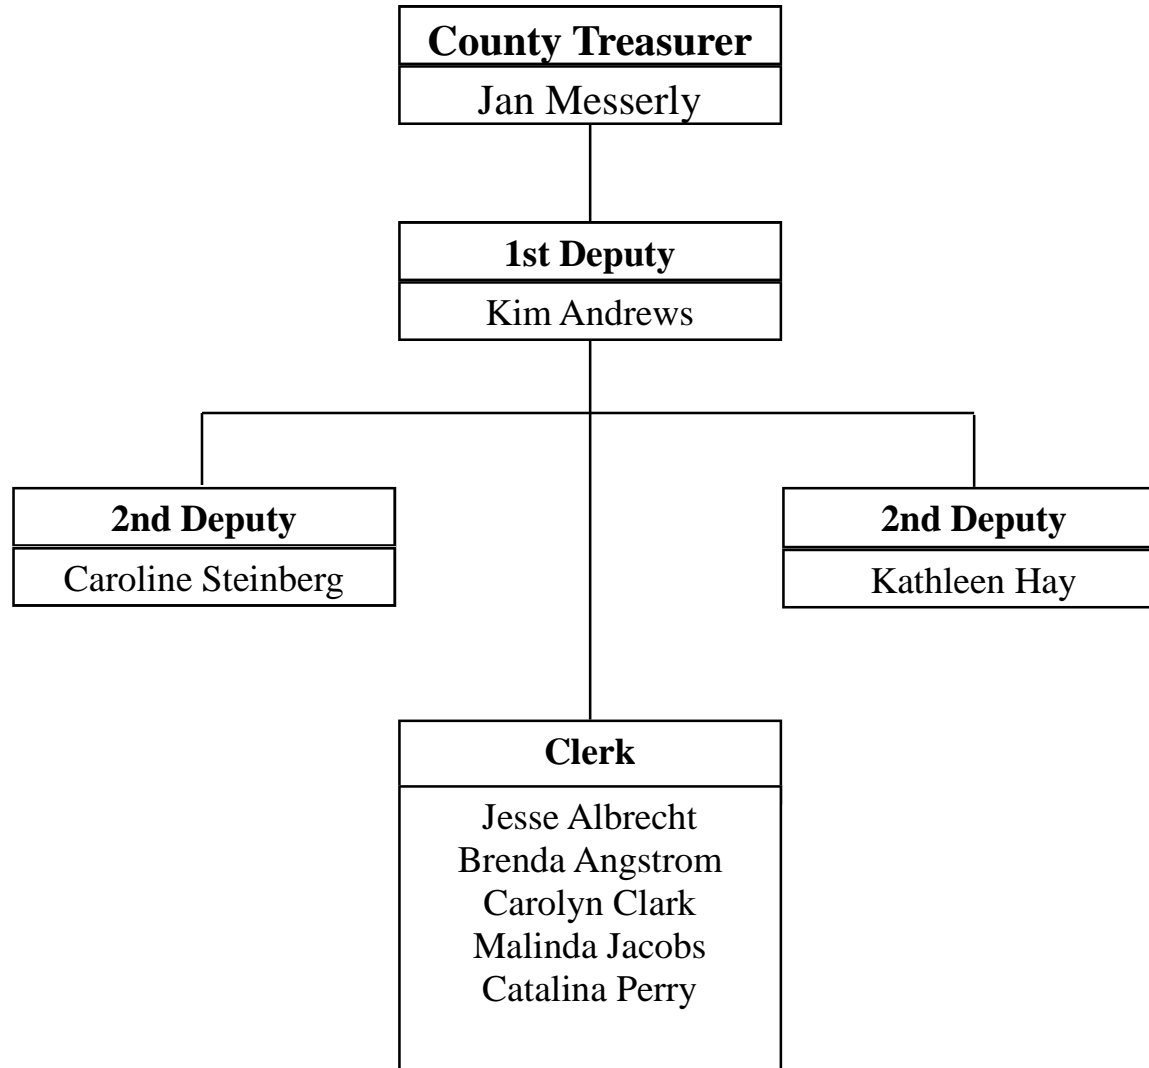 County Treasurer
Jan Messerly
1st Deputy
Kim Andrews
2nd Deputy
Caroline Steinberg
2nd Deputy
Kathleen Hay
Clerk
Jesse Albrecht
Brenda Angstrom
Carolyn Clark
Malinda Jacobs
Catalina Perry